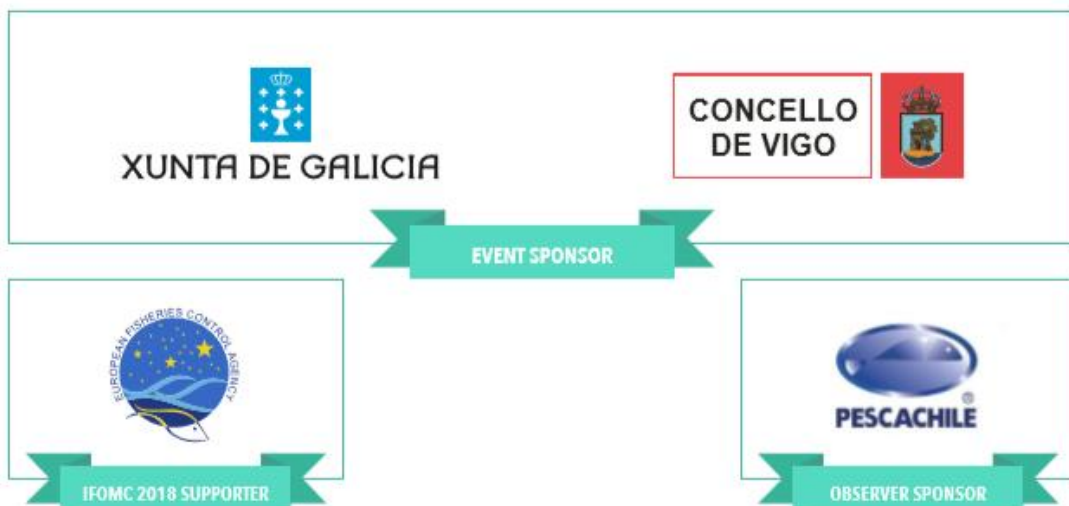 XUNTA DE GALICIA
CONCELLO
DE VIGO
EVENT SPONSOR
EUROPEAN FISHERIES CONTROL AGENCY
IFOMC 2018 SUPPORTER
PESCACHILE
®
OBSERVER SPONSOR